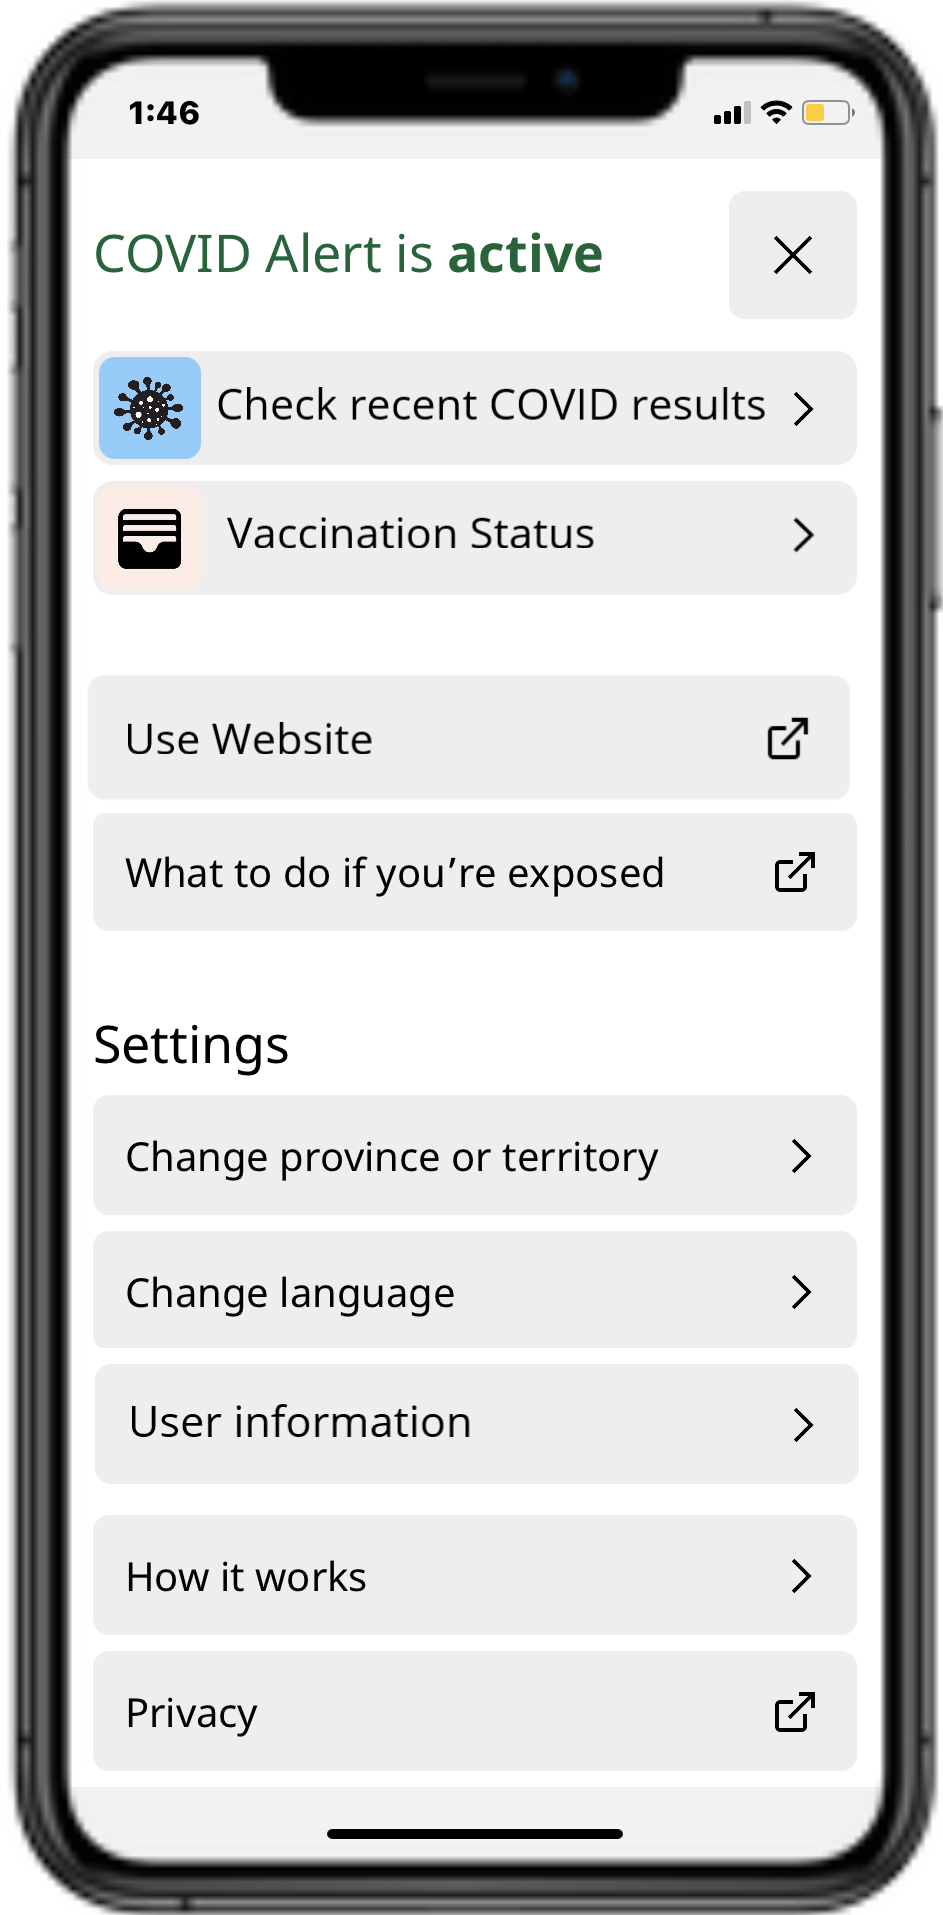 1:46
COVID Alert is active
Check recent COVID results
Vaccination Status
Use Website
What to do if you’re exposed
Settings
Change province or territory
Change language
User information
How it works
Privacy